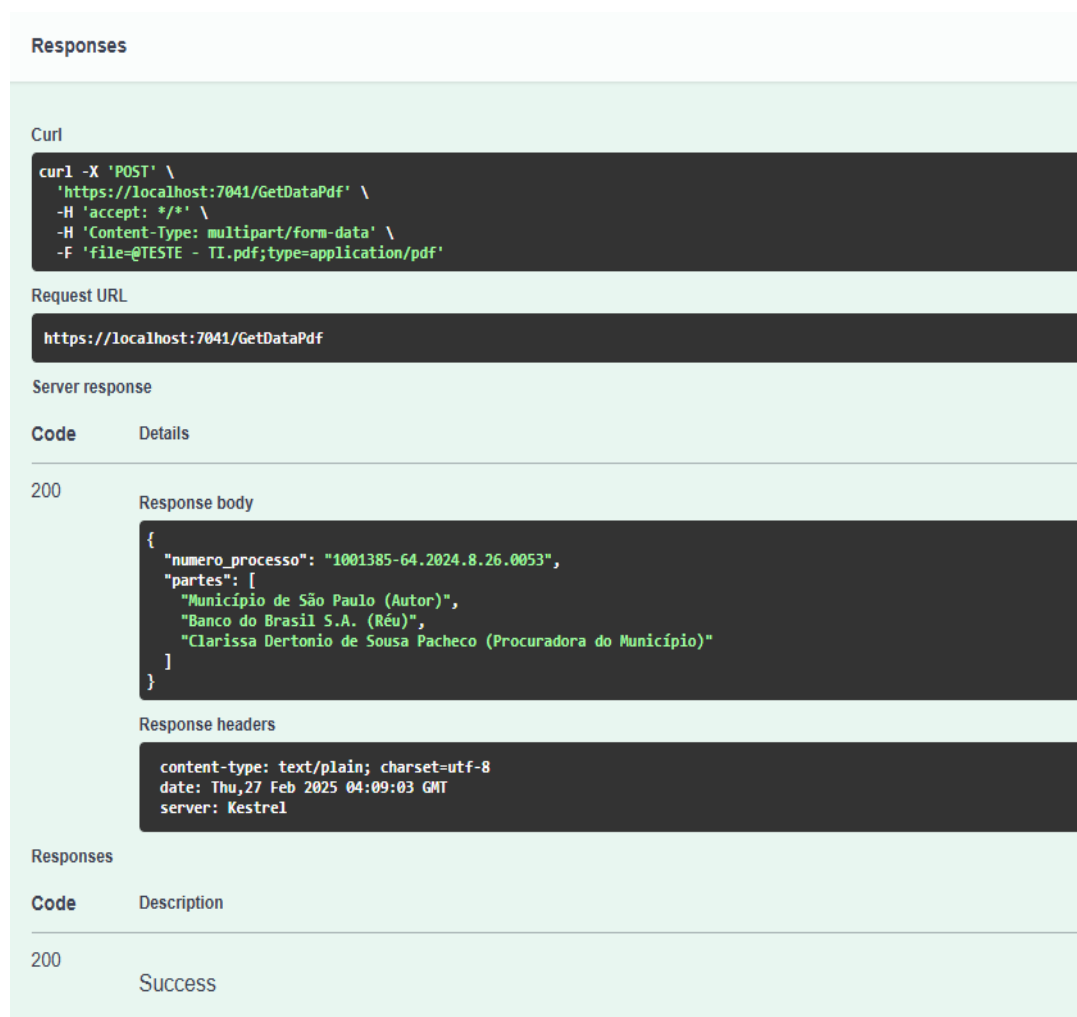 Responses
Curl
curl -X 'POST' \
'https://localhost:7041/GetDataPdf' \
-H 'accept: */*' \
-H 'Content-Type: multipart/form-data' \
-F 'file=@TESTE - TI.pdf;type=application/pdf'
Request URL
https://localhost:7041/GetDataPdf
Server response
Code Details
200
Response body
{
"numero_processo": "1001385-64.2024.8.26.0053",
"partes": [
"Município de São Paulo (Autor)",
"Banco do Brasil S.A. (Réu)",
"Clarissa Dertonio de Sousa Pacheco (Procuradora do Município)"
]
}
Response headers
content-type: text/plain; charset=utf-8
date: Thu,27 Feb 2025 04:09:03 GMT
server: Kestrel
Responses
Code Description
200
Success